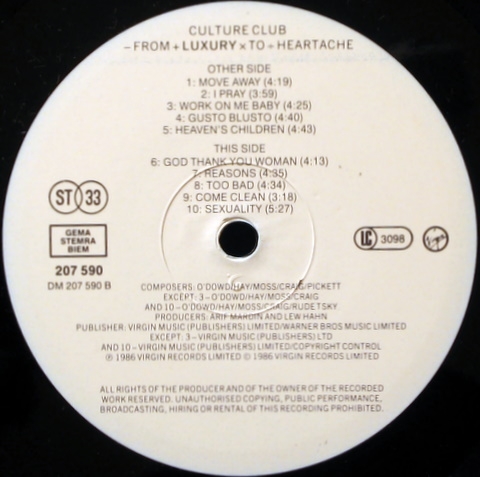 CULTURE CLUB
–FROM+LUXURY×TO÷HEARTACHE
OTHER SIDE
1: MOVE AWAY (4:19)
2: I PRAY (3:59)
3: WORK ON ME BABY (4:25)
4: GUSTO BLUSTO (4:40)
5: HEAVEN'S CHILDREN (4:43)
THIS SIDE
6: GOD THANK YOU WOMAN (4:13)
7: REASONS (4:35)
8: TOO BAD (4:34)
9: COME CLEAN (3:18)
10: SEXUALITY (5:27)
ST 33
GEMA
STEMRA
BIEM
LC 3098
Virgin
207 590
DM 207 590 B
COMPOSERS: O'DOWD/HAY/MOSS/CRAIG/PICKETT
EXCEPT: 3–O'DOWD/HAY/MOSS/CRAIG
AND 10–O'DOWD/HAY/MOSS/CRAIG/RUDETSKY
PRODUCERS: ARIF MARDIN AND LEW HAHN
PUBLISHER: VIRGIN MUSIC (PUBLISHERS) LIMITED/WARNER BROS MUSIC LIMITED
EXCEPT: 3–VIRGIN MUSIC (PUBLISHERS) LTD
AND 10–VIRGIN MUSIC (PUBLISHERS) LIMITED/COPYRIGHT CONTROL
℗ 1986 VIRGIN RECORDS LIMITED © 1986 VIRGIN RECORDS LIMITED
ALL RIGHTS OF THE PRODUCER AND OF THE OWNER OF THE RECORDED
WORK RESERVED. UNAUTHORISED COPYING, PUBLIC PERFORMANCE,
BROADCASTING, HIRING OR RENTAL OF THIS RECORDING PROHIBITED.